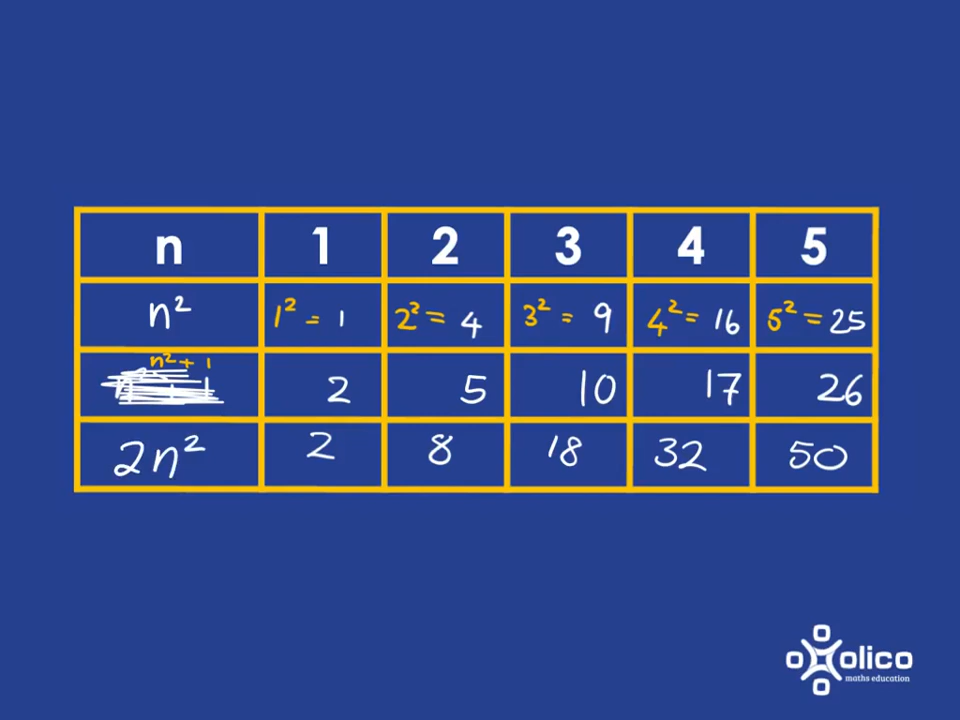 n 1 2 3 4 5
n² 1² = 1 2² = 4 3² = 9 4² = 16 5² = 25
n² + 1
2 5 10 17 26
2n² 2 8 18 32 50
olico
maths education